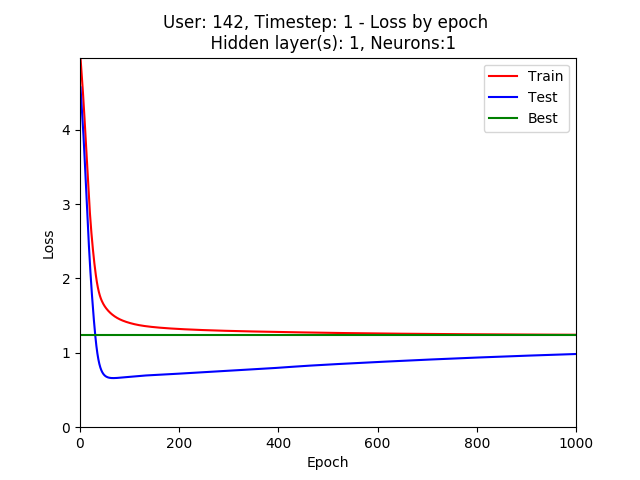 User: 142, Timestep: 1 - Loss by epoch
Hidden layer(s): 1, Neurons:1
Train
Test
Best
4
3
2
1
0
Loss
0 200 400 600 800 1000
Epoch